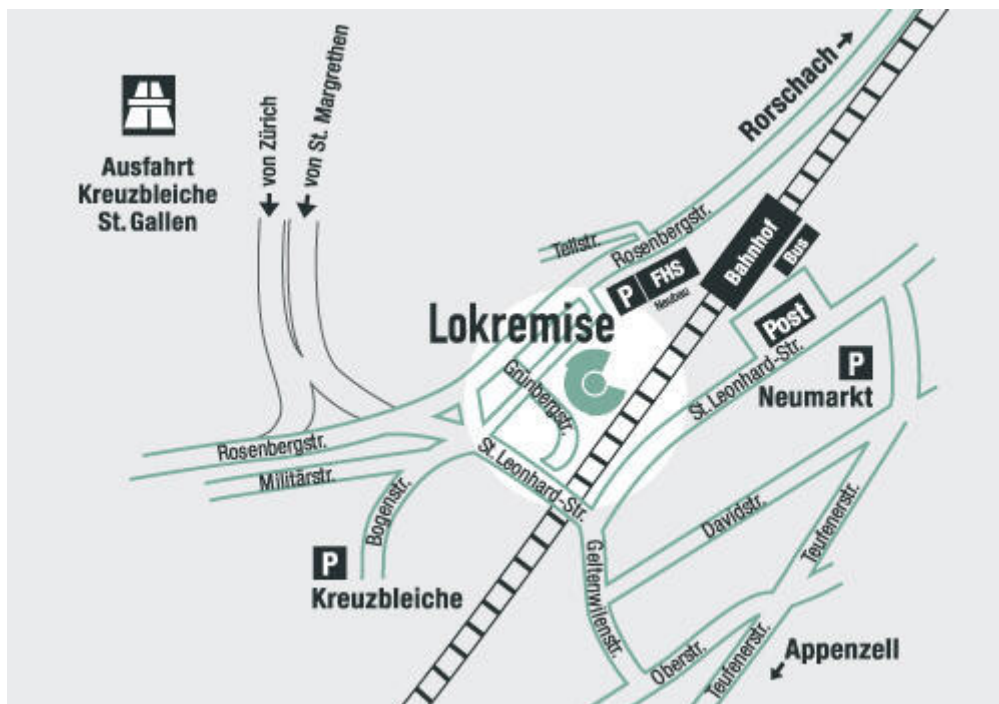 Ausfahrt
Kreuzbleiche
St. Gallen
von Zürich
von St. Margrethen
Rorschach
Tellstr.
Rosenbergstr.
P
FHS
Neubau
Bahnhof
Bus
Post
Lokremise
Grünbergstr.
St. Leonhard-Str.
P
Neumarkt
Rosenbergstr.
Militärstr.
Bogenstr.
St. Leonhard-Str.
P
Kreuzbleiche
Geltenwilenstr.
Davidstr.
Teufenerstr.
Oberstr.
Teufenerstr.
Appenzell